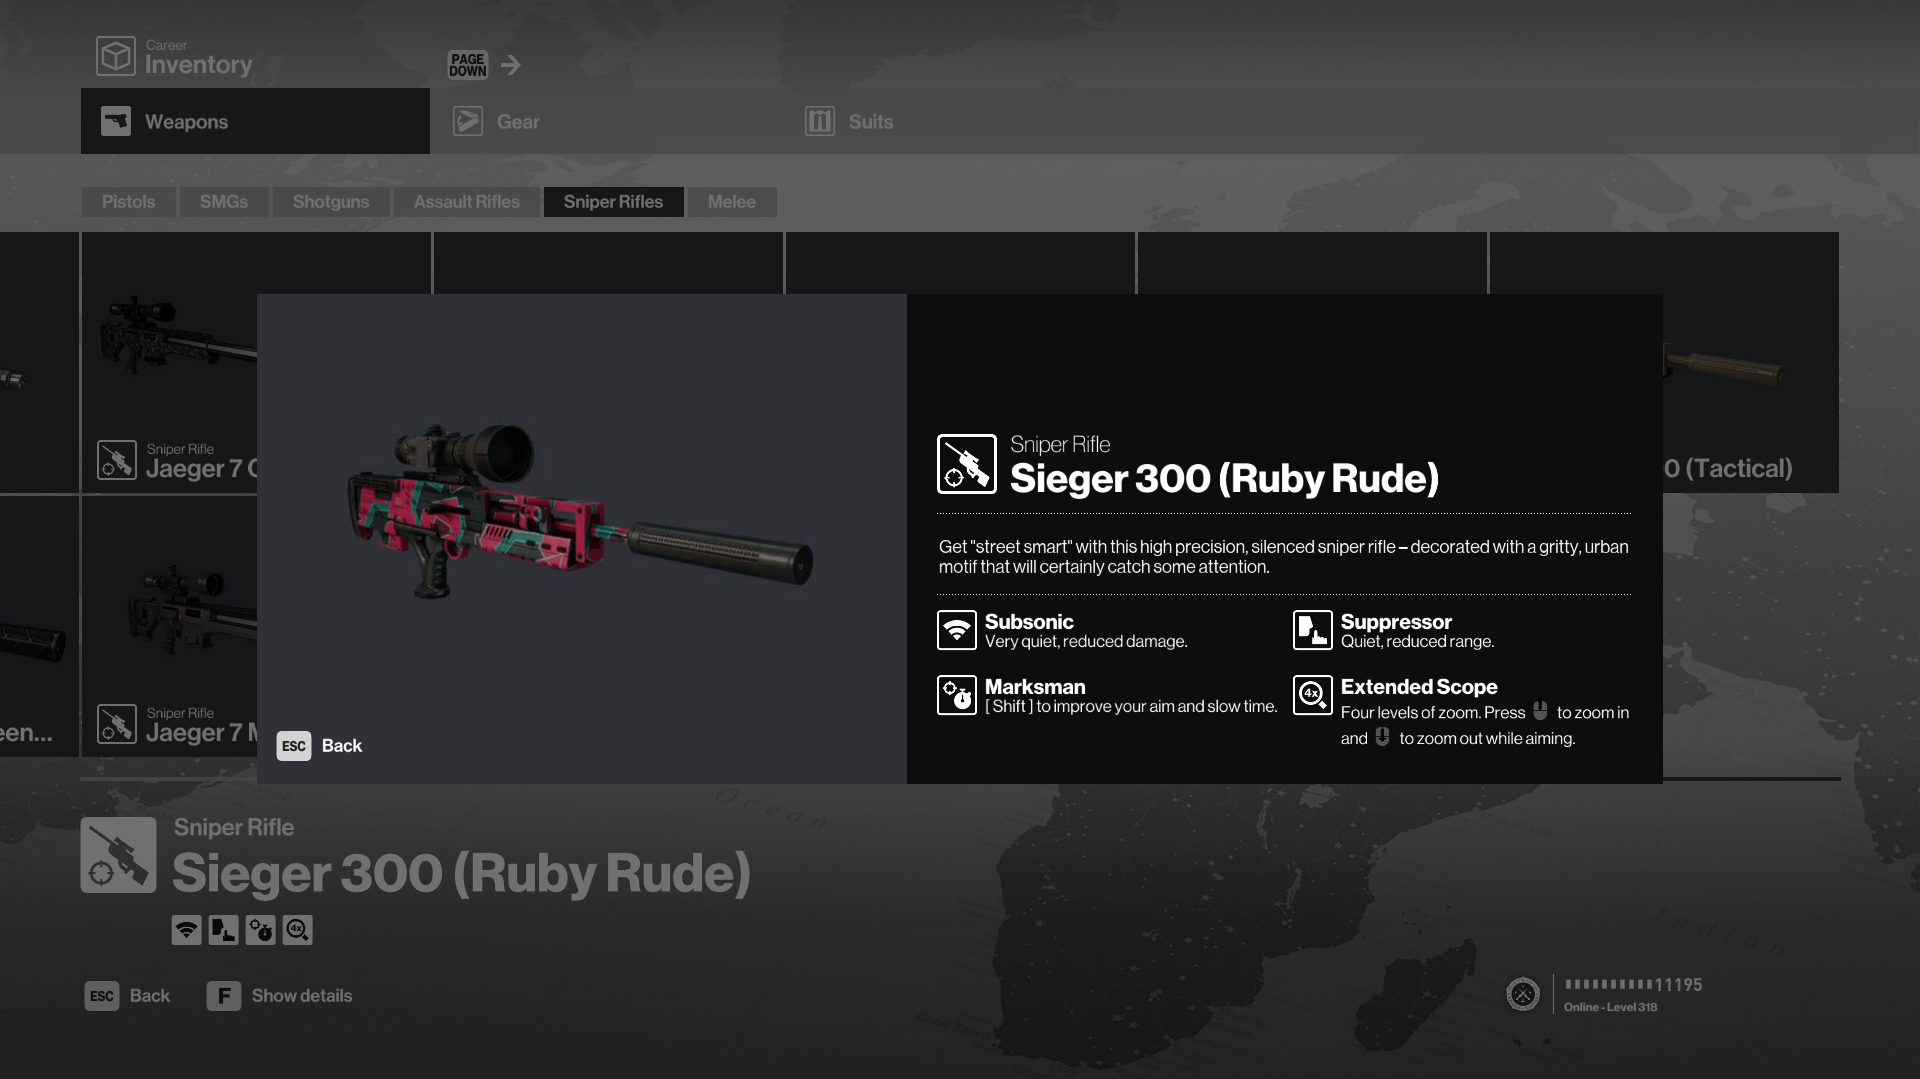 Career
Inventory
PAGE DOWN
Weapons
Gear
Suits
Pistols
SMGs
Shotguns
Assault Rifles
Sniper Rifles
Melee
Sniper Rifle
Jaeger 7
0 (Tactical)
Sniper Rifle
Sieger 300 (Ruby Rude)
Get "street smart" with this high precision, silenced sniper rifle – decorated with a gritty, urban
motif that will certainly catch some attention.
Subsonic
Very quiet, reduced damage.
Suppressor
Quiet, reduced range.
Marksman
[ Shift ] to improve your aim and slow time.
4x
Extended Scope
Four levels of zoom. Press to zoom in
and to zoom out while aiming.
een...
Sniper Rifle
Jaeger 7
ESC Back
Ocean
Sniper Rifle
Sieger 300 (Ruby Rude)
4x
Indian
ESC Back
F Show details
11195
Online - Level 318